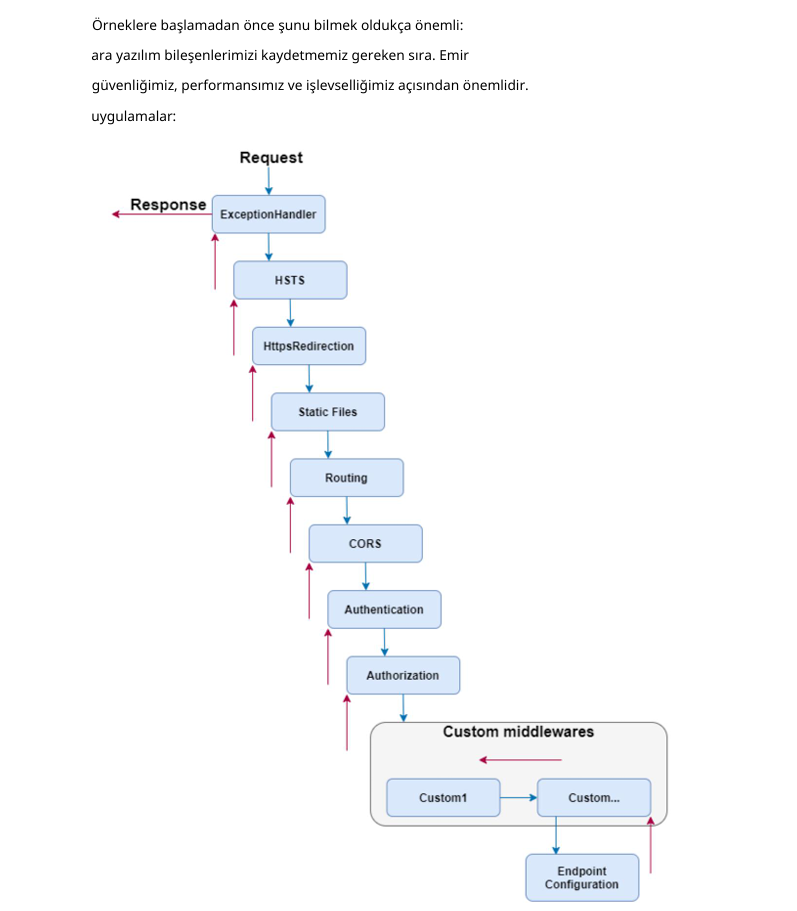 Örneklere başlamadan önce şunu bilmek oldukça önemli:
ara yazılım bileşenlerimizi kaydetmemiz gereken sıra. Emir
güvenliğimiz, performansımız ve işlevselliğimiz açısından önemlidir.
uygulamalar:
Request
Response
ExceptionHandler
HSTS
HttpsRedirection
Static Files
Routing
CORS
Authentication
Authorization
Custom middlewares
Custom1
Custom...
Endpoint
Configuration